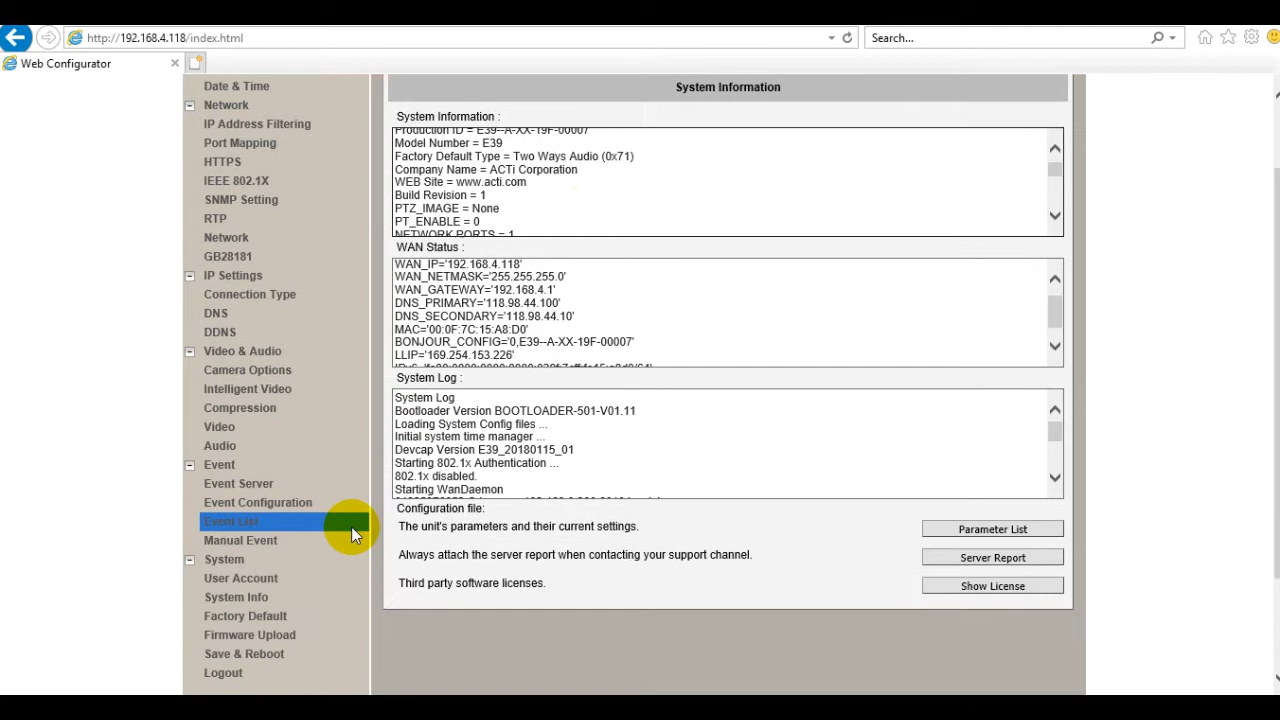 http://192.168.4.118/index.html
Search...
Web Configurator
Date & Time
Network
IP Address Filtering
Port Mapping
HTTPS
IEEE 802.1X
SNMP Setting
RTP
Network
GB28181
IP Settings
Connection Type
DNS
DDNS
Video & Audio
Camera Options
Intelligent Video
Compression
Video
Audio
Event
Event Server
Event Configuration
Event List
Manual Event
System
User Account
System Info
Factory Default
Firmware Upload
Save & Reboot
Logout
System Information
System Information :
Production ID = E39--A-XX-19F-00007
Model Number = E39
Factory Default Type = Two Ways Audio (0x71)
Company Name = ACTi Corporation
WEB Site = www.acti.com
Build Revision = 1
PTZ_IMAGE = None
PT_ENABLE = 0
NETWORK PORTS = 1
WAN Status :
WAN_IP='192.168.4.118'
WAN_NETMASK='255.255.255.0'
WAN_GATEWAY='192.168.4.1'
DNS_PRIMARY='118.98.44.100'
DNS_SECONDARY='118.98.44.10'
MAC='00:0F:7C:15:A8:D0'
BONJOUR_CONFIG='0,E39--A-XX-19F-00007'
LLIP='169.254.153.226'
System Log :
System Log
Bootloader Version BOOTLOADER-501-V01.11
Loading System Config files ...
Initial system time manager ...
Devcap Version E39_20180115_01
Starting 802.1x Authentication ...
802.1x disabled.
Starting WanDaemon
Configuration file:
The unit's parameters and their current settings.
Parameter List
Always attach the server report when contacting your support channel.
Server Report
Third party software licenses.
Show License